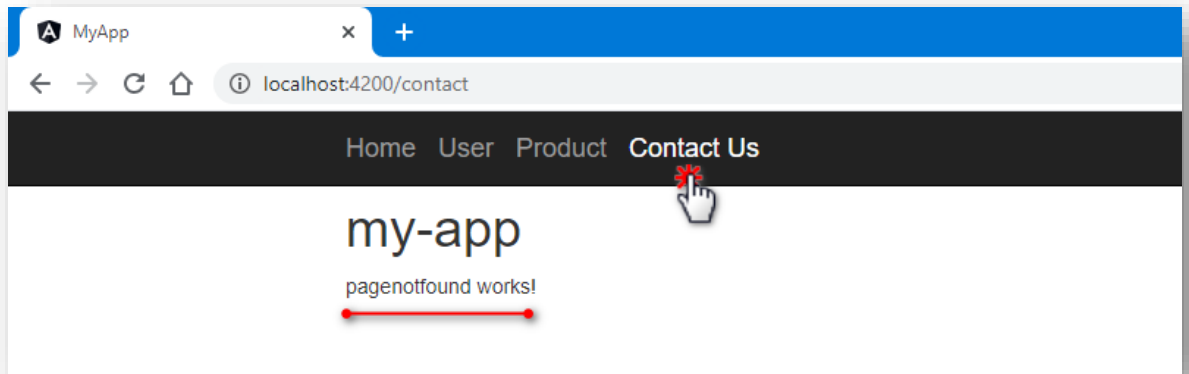 MyApp
localhost:4200/contact
Home User Product Contact Us
my-app
pagenotfound works!